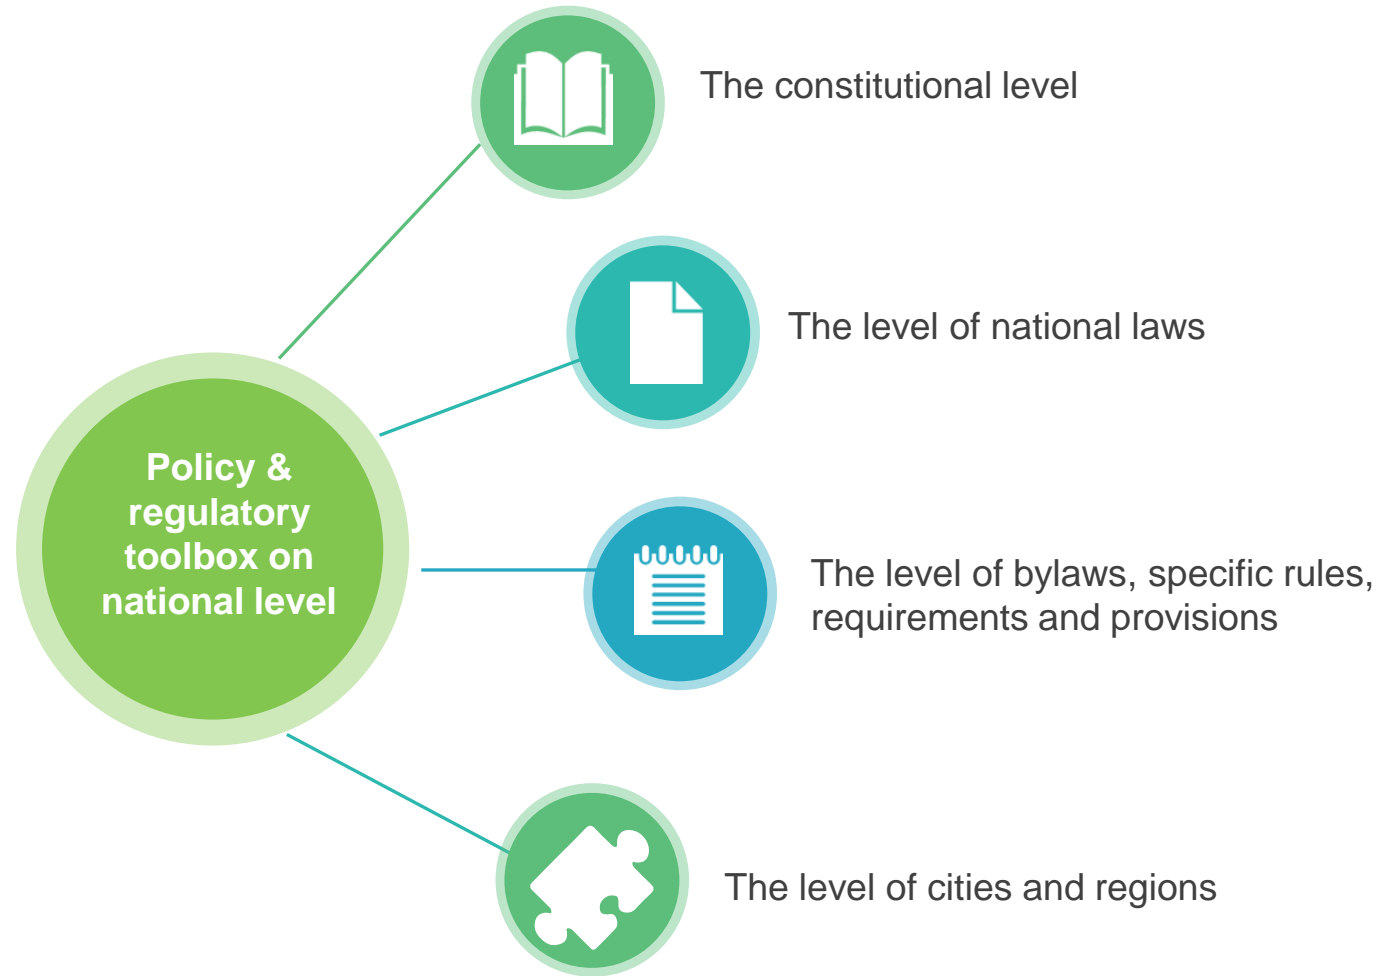 The constitutional level
The level of national laws
Policy &
regulatory
toolbox on
national level
The level of bylaws, specific rules,
requirements and provisions
The level of cities and regions